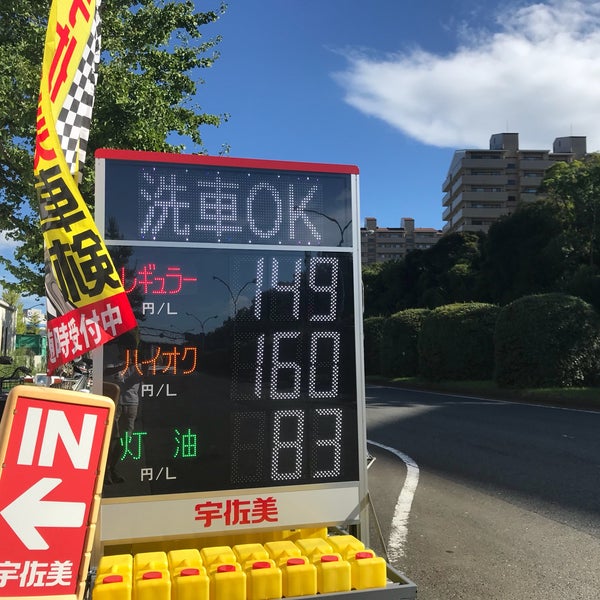 車検
時受付中
洗車OK
レギュラー 149
円/L
ハイオク 160
円/L
灯油 83
円/L
宇佐美
IN
宇佐美